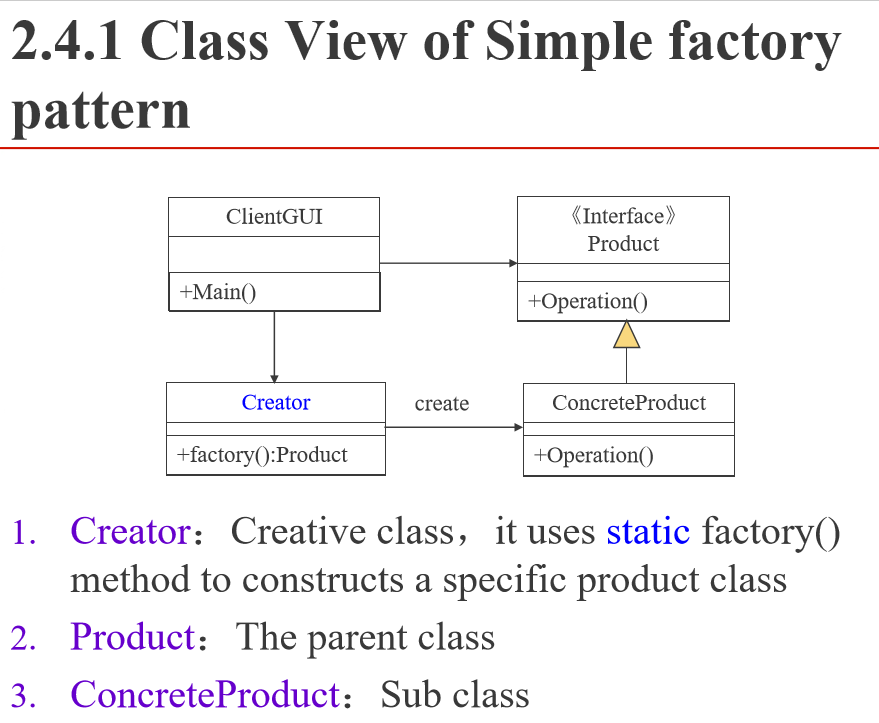 2.4.1 Class View of Simple factory
pattern
ClientGUI
+Main()
《Interface》
Product
+Operation()
Creator
+factory():Product
create
ConcreteProduct
+Operation()
1. Creator：Creative class，it uses static factory()
method to constructs a specific product class
2. Product：The parent class
3. ConcreteProduct：Sub class